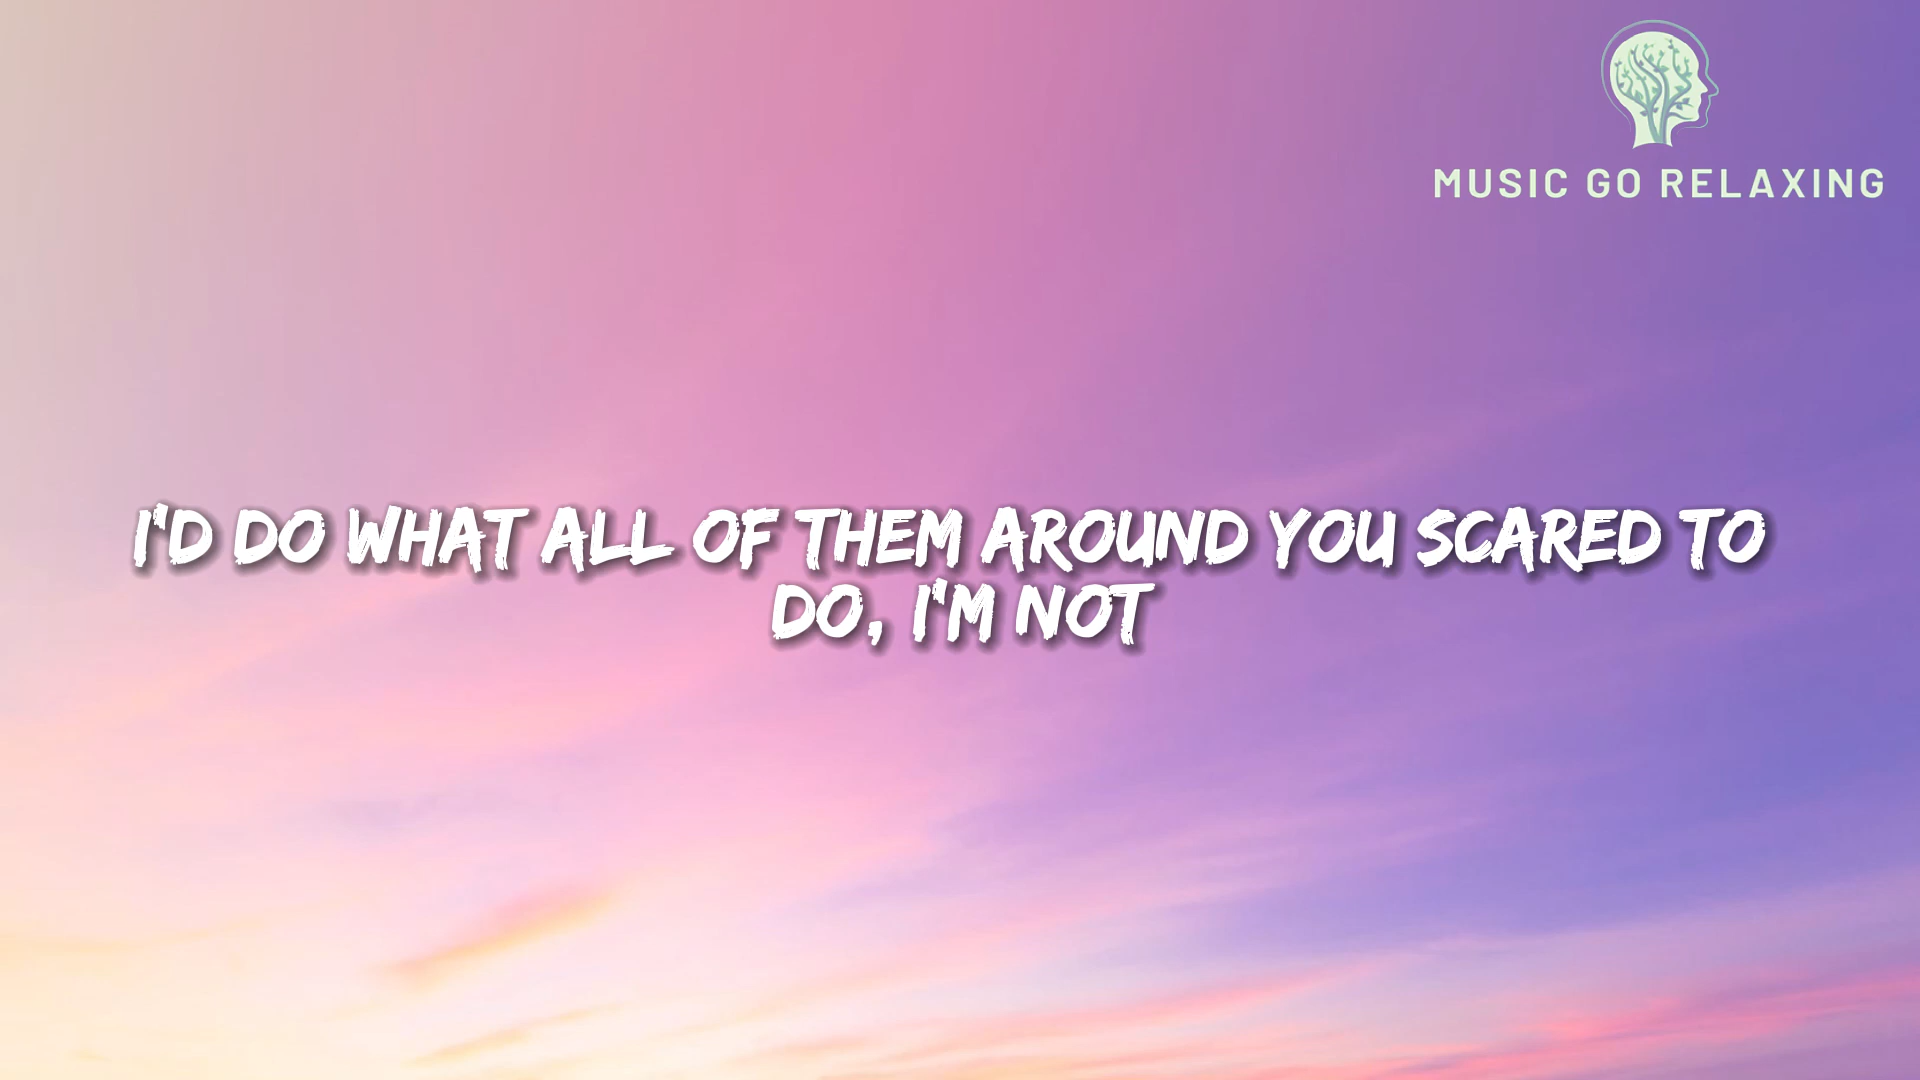 MUSIC GO RELAXING
I'D DO WHAT ALL OF THEM AROUND YOU SCARED TO
DO, I'M NOT